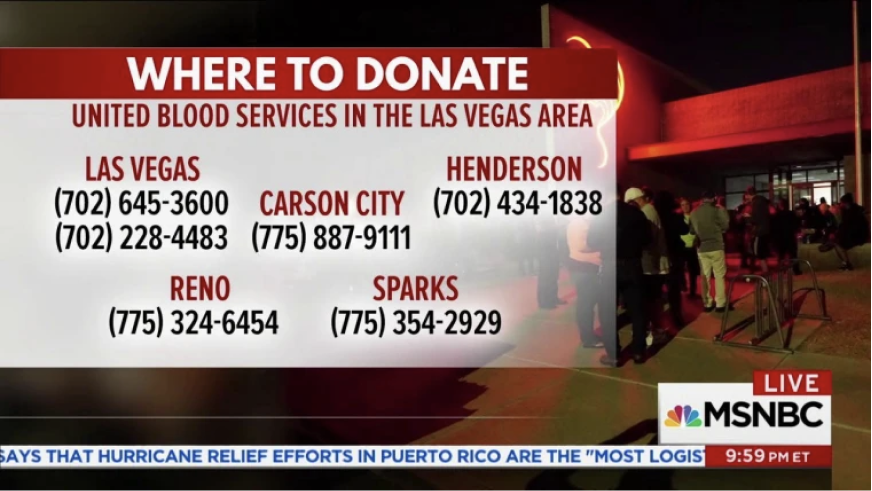 WHERE TO DONATE
UNITED BLOOD SERVICES IN THE LAS VEGAS AREA
LAS VEGAS
(702) 645-3600
(702) 228-4483
CARSON CITY
(775) 887-9111
HENDERSON
(702) 434-1838
RENO
(775) 324-6454
SPARKS
(775) 354-2929
LIVE
MSNBC
SAYS THAT HURRICANE RELIEF EFFORTS IN PUERTO RICO ARE THE "MOST LOGIS
9:59 PM ET